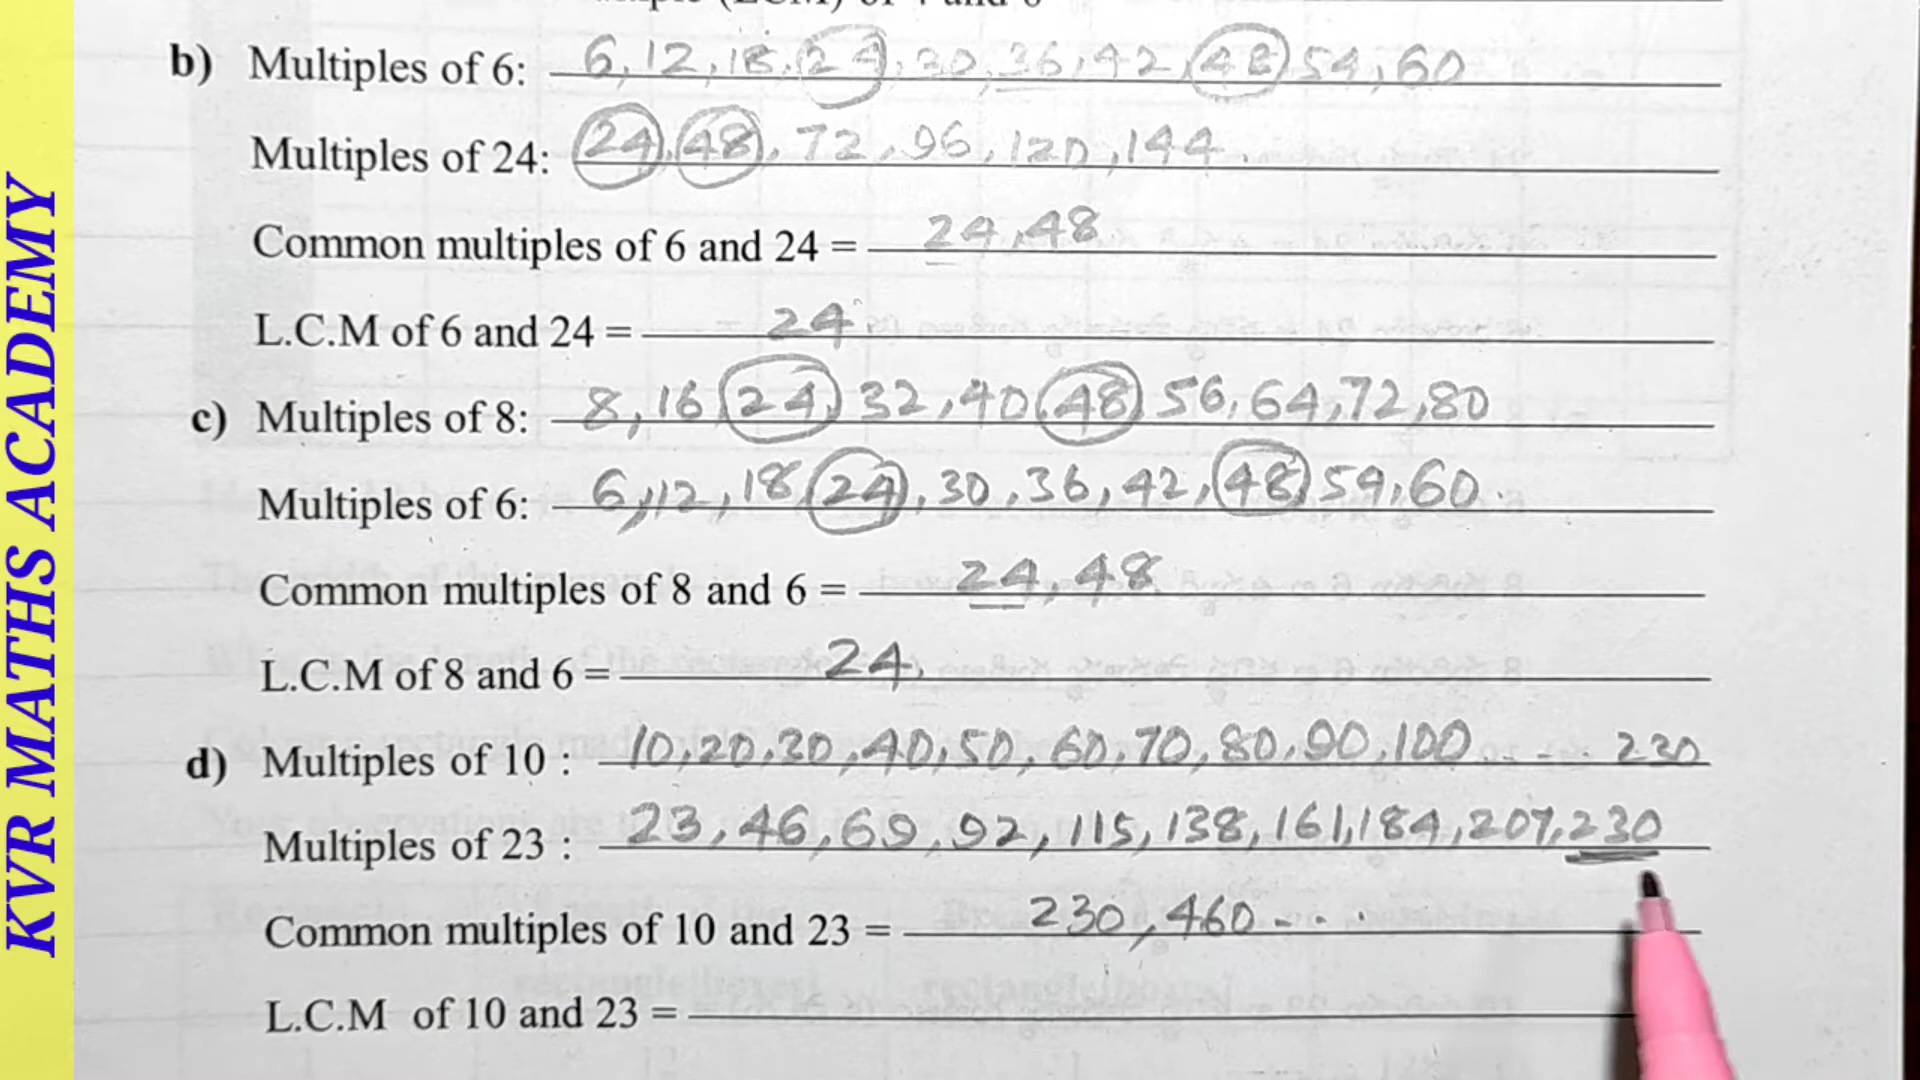 KVR MATHS ACADEMY
b) Multiples of 6: 6, 12, 18, 24, 30, 36, 42, 48, 54, 60
Multiples of 24: 24, 48, 72, 96, 120, 144
Common multiples of 6 and 24 = 24, 48
L.C.M of 6 and 24 = 24
c) Multiples of 8: 8, 16, 24, 32, 40, 48, 56, 64, 72, 80
Multiples of 6: 6, 12, 18, 24, 30, 36, 42, 48, 54, 60.
Common multiples of 8 and 6 = 24, 48
L.C.M of 8 and 6 = 24.
d) Multiples of 10 : 10, 20, 30, 40, 50, 60, 70, 80, 90, 100 ..... 230
Multiples of 23 : 23, 46, 69, 92, 115, 138, 161, 184, 207, 230
Common multiples of 10 and 23 = 230, 460 - - .
L.C.M of 10 and 23 =